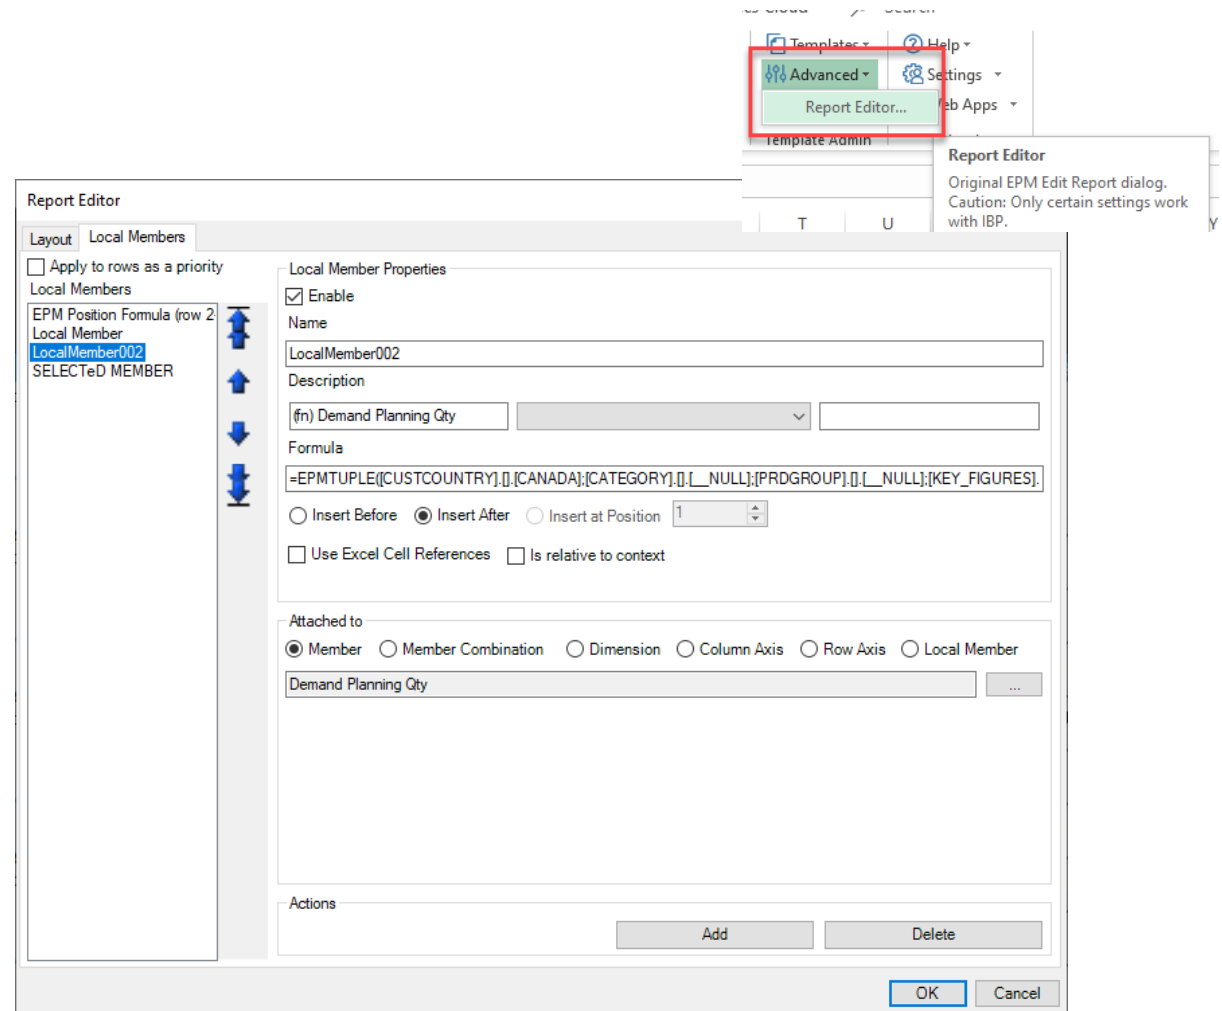 Search
Templates
Help
Advanced
Settings
Report Editor...
Web Apps
Template Admin
Report Editor
Original EPM Edit Report dialog.
Caution: Only certain settings work
with IBP.
T U Y
Report Editor
Layout Local Members
Apply to rows as a priority
Local Members
EPM Position Formula (row 2
Local Member
LocalMember002
SELECTeD MEMBER
Local Member Properties
Enable
Name
LocalMember002
Description
(fn) Demand Planning Qty
Formula
=EPMTUPLE([CUSTCOUNTRY].[].[CANADA];[CATEGORY].[].[__NULL];[PRDGROUP].[].[__NULL];[KEY_FIGURES].
Insert Before Insert After Insert at Position 1
Use Excel Cell References Is relative to context
Attached to
Member Member Combination Dimension Column Axis Row Axis Local Member
Demand Planning Qty ...
Actions
Add Delete
OK Cancel